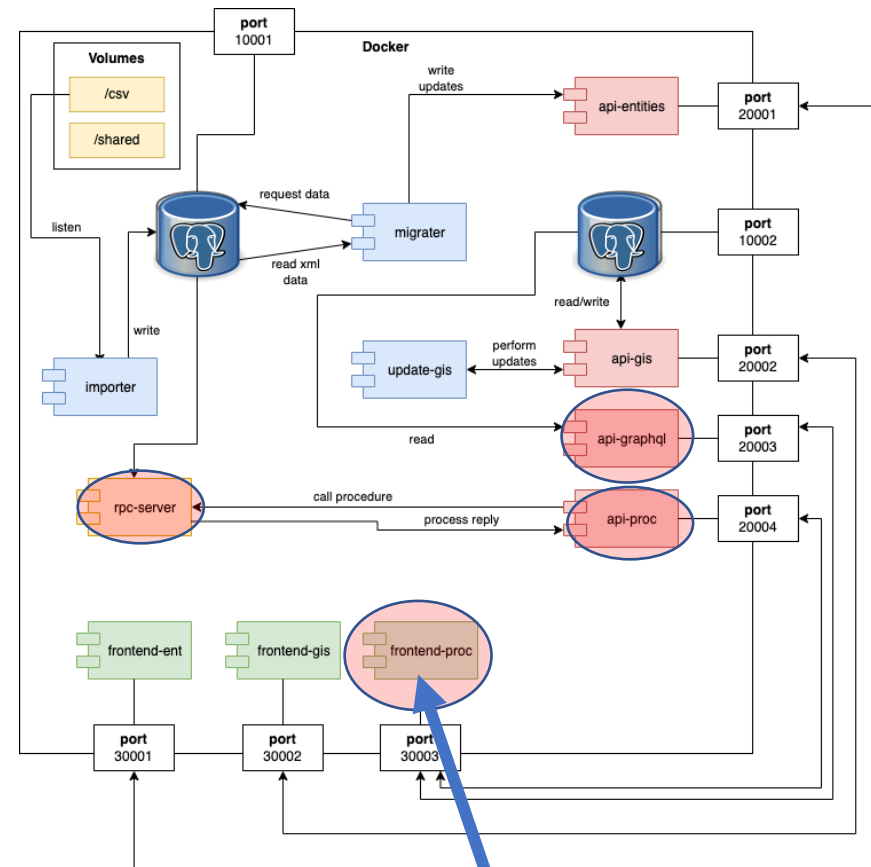 port
10001
Docker
Volumes
/csv
/shared
write
updates
api-entities
port
20001
request data
migrater
listen
read xml
data
port
10002
read/write
write
importer
update-gis
perform
updates
api-gis
port
20002
read
api-graphql
port
20003
rpc-server
call procedure
process reply
api-proc
port
20004
frontend-ent
frontend-gis
frontend-proc
port
30001
port
30002
port
30003